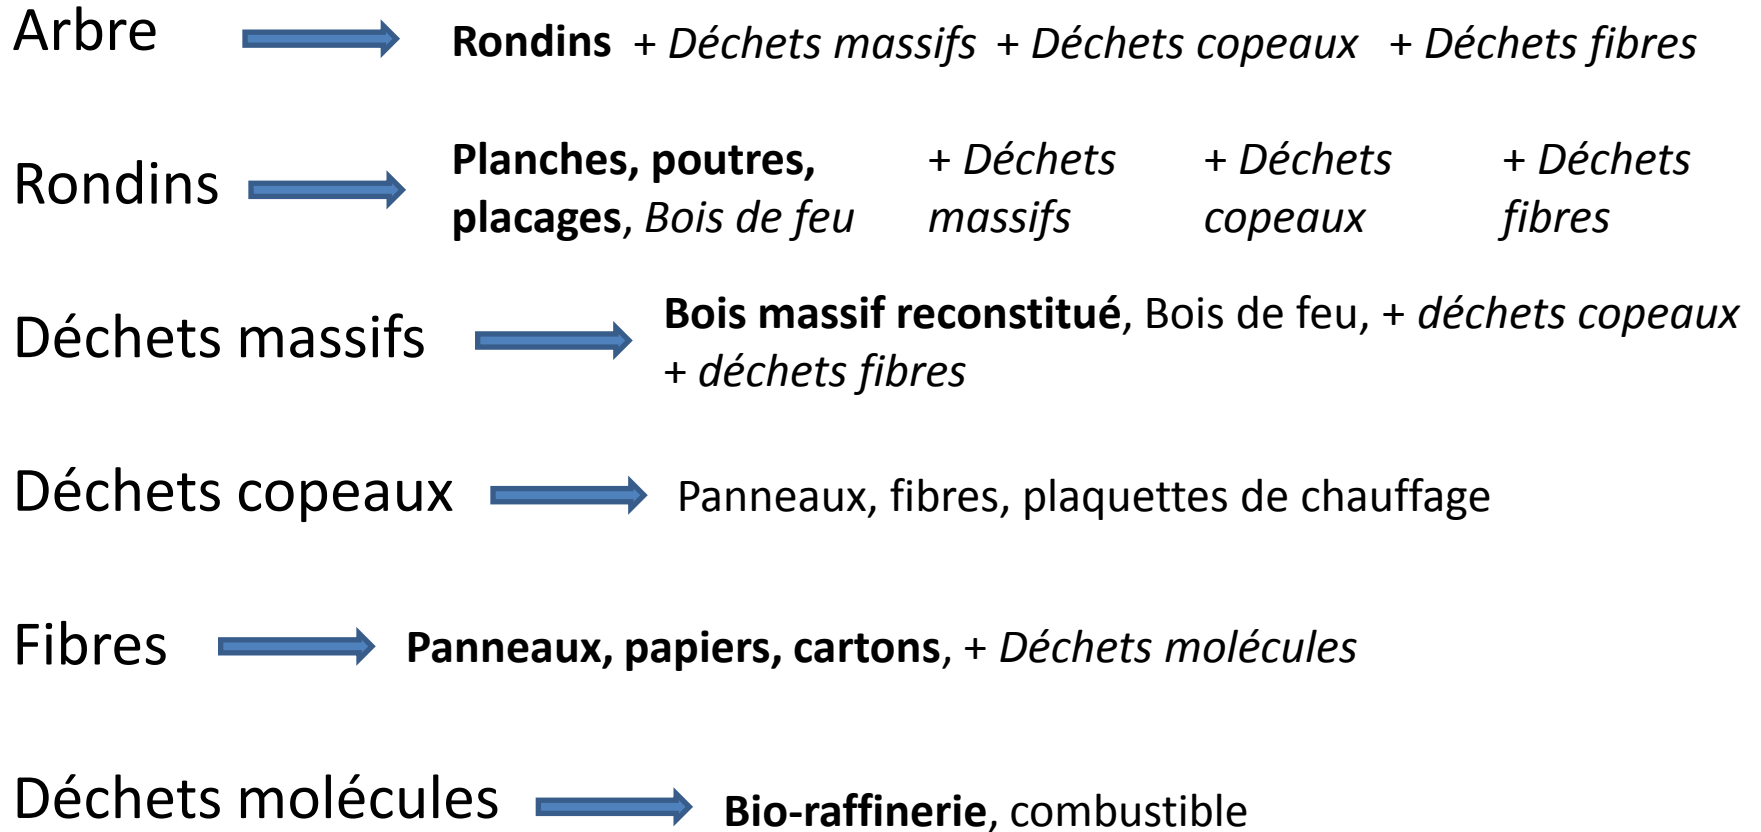 Arbre
Rondins + Déchets massifs + Déchets copeaux + Déchets fibres
Rondins
Planches, poutres,
placages, Bois de feu
+ Déchets
massifs
+ Déchets
copeaux
+ Déchets
fibres
Déchets massifs
Bois massif reconstitué, Bois de feu, + déchets copeaux
+ déchets fibres
Déchets copeaux
Panneaux, fibres, plaquettes de chauffage
Fibres
Panneaux, papiers, cartons, + Déchets molécules
Déchets molécules
Bio-raffinerie, combustible